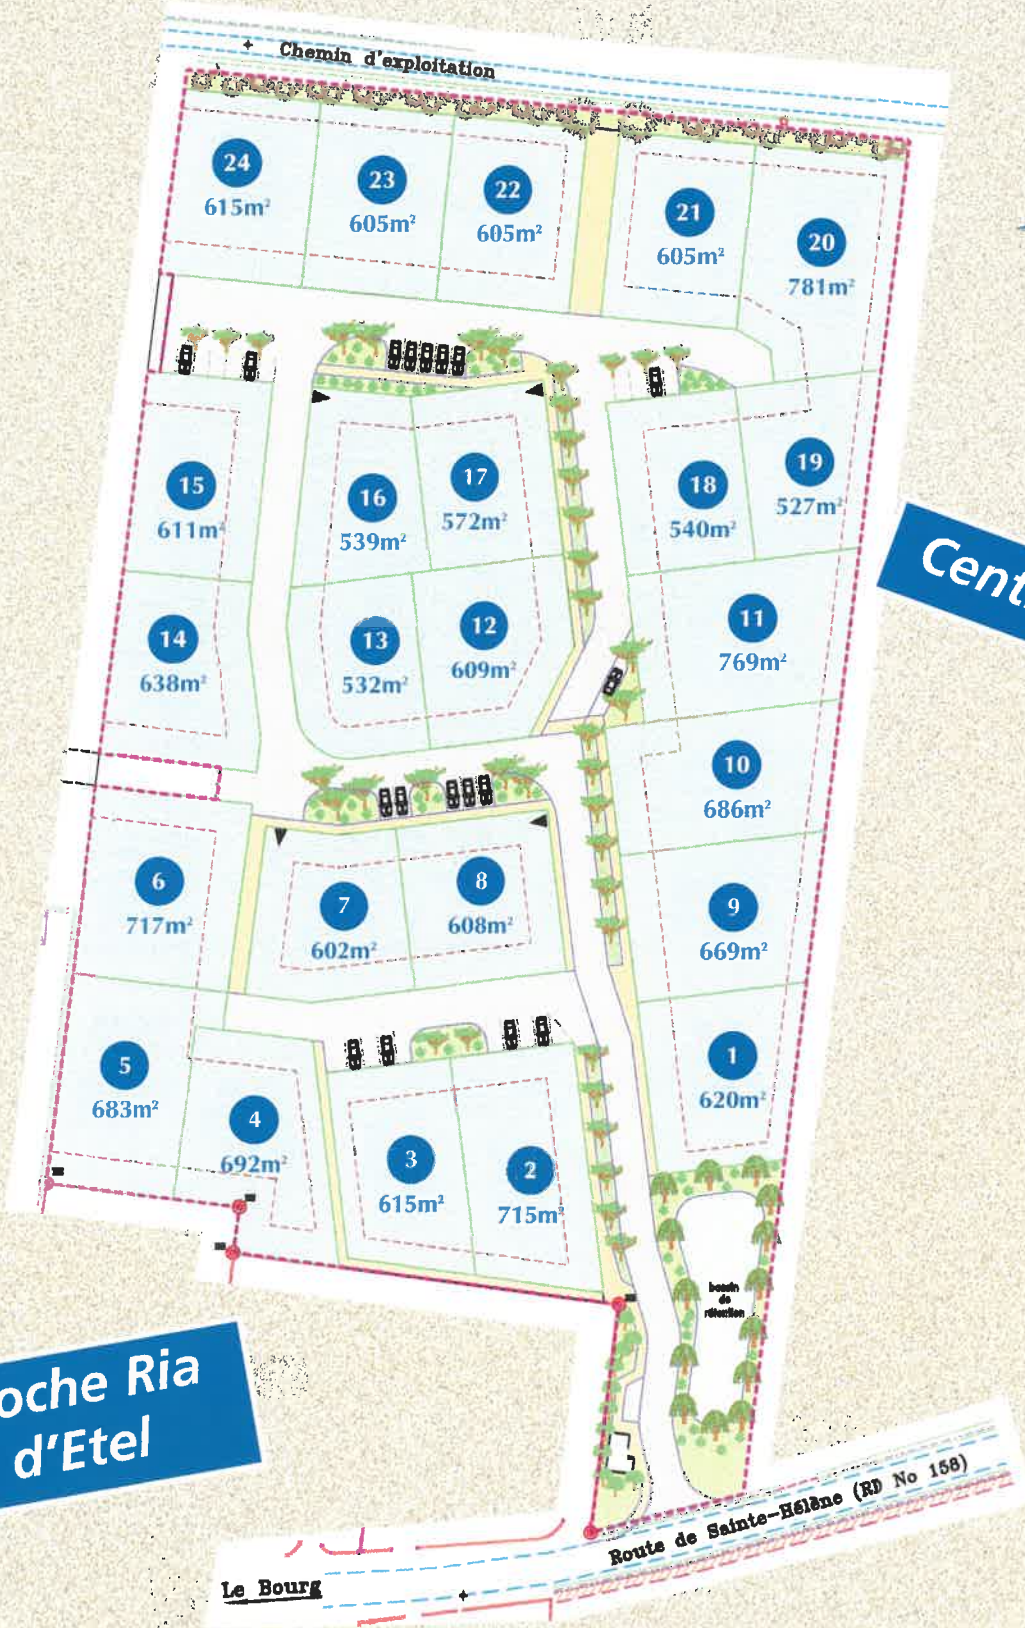 Chemin d'exploitation
24
615m²
23
605m²
22
605m²
21
605m²
20
781m²
15
611m²
16
539m²
17
572m²
18
540m²
19
527m²
14
638m²
13
532m²
12
609m²
11
769m²
10
686m²
6
717m²
7
602m²
8
608m²
9
669m²
5
683m²
4
692m²
3
615m²
2
715m²
1
620m²
bassin
de
rétention
Cent
oche Ria
d'Etel
Route de Sainte-Hélène (RD No 158)
Le Bourg